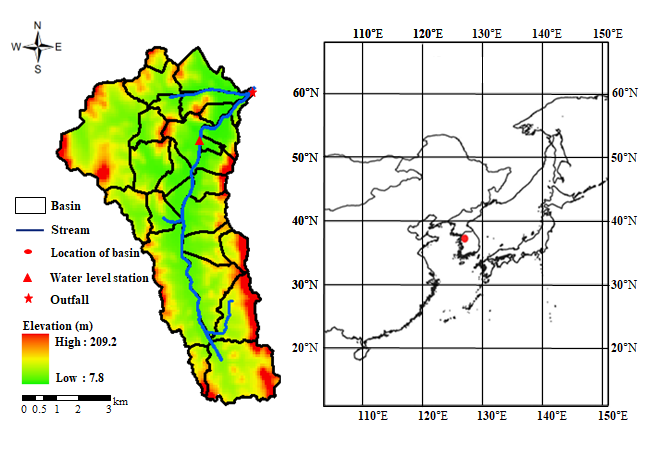 N
W E
S
Basin
Stream
Location of basin
Water level station
Outfall
Elevation (m)
High : 209.2
Low : 7.8
0 0.5 1 2 3 km
110°E 120°E 130°E 140°E 150°E
60°N 60°N
50°N 50°N
40°N 40°N
30°N 30°N
20°N 20°N
110°E 120°E 130°E 140°E 150°E